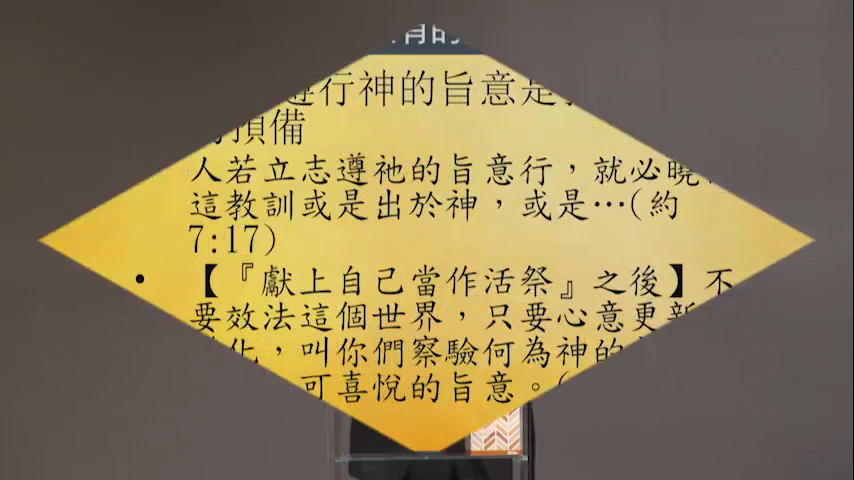 行神的旨意是
預備
人若立志遵祂的旨意行，就必曉
這教訓或是出於神，或是…(約
7:17)
• 【『獻上自己當作活祭』之後】不
要效法這個世界，只要心意更新
化，叫你們察驗何為神的
可喜悅的旨意。(